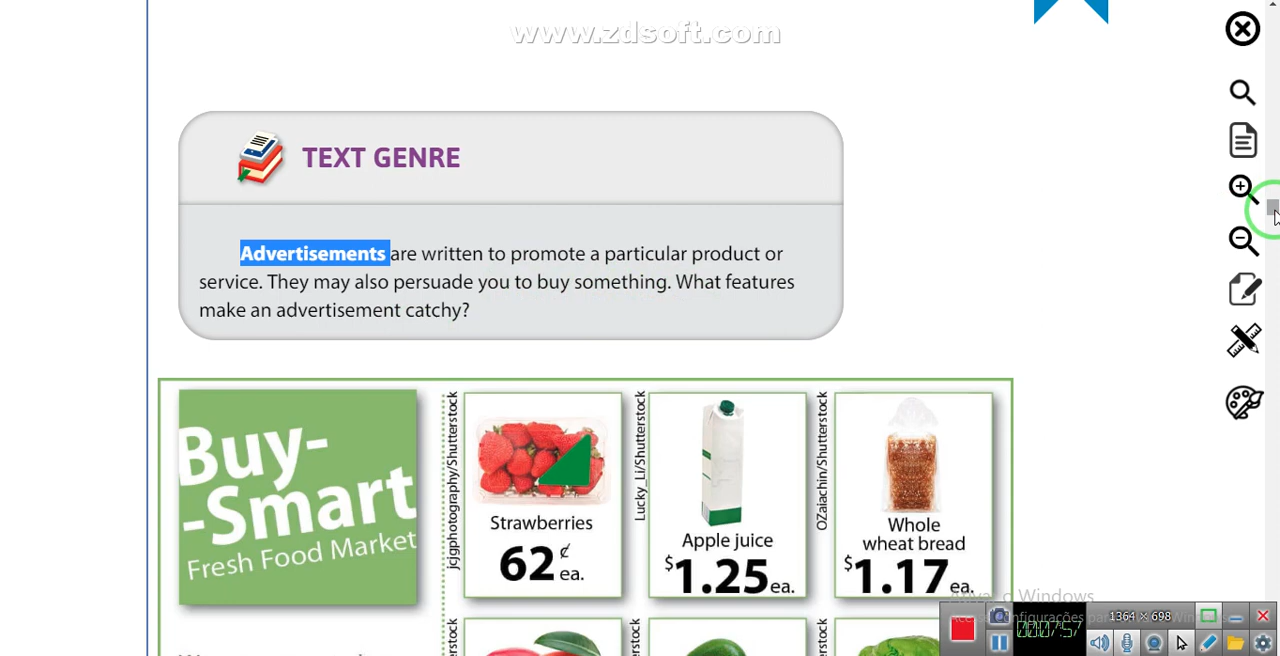 www.zdsoft.com
TEXT GENRE
Advertisements are written to promote a particular product or
service. They may also persuade you to buy something. What features
make an advertisement catchy?
Buy-
-Smart
Fresh Food Market
jcjgphotography/Shutterstock
Strawberries
62¢ ea.
Lucky_Li/Shutterstock
Apple juice
$1.25 ea.
OZaiachin/Shutterstock
Whole
wheat bread
$1.17 ea.
o Windows
1364 x 698